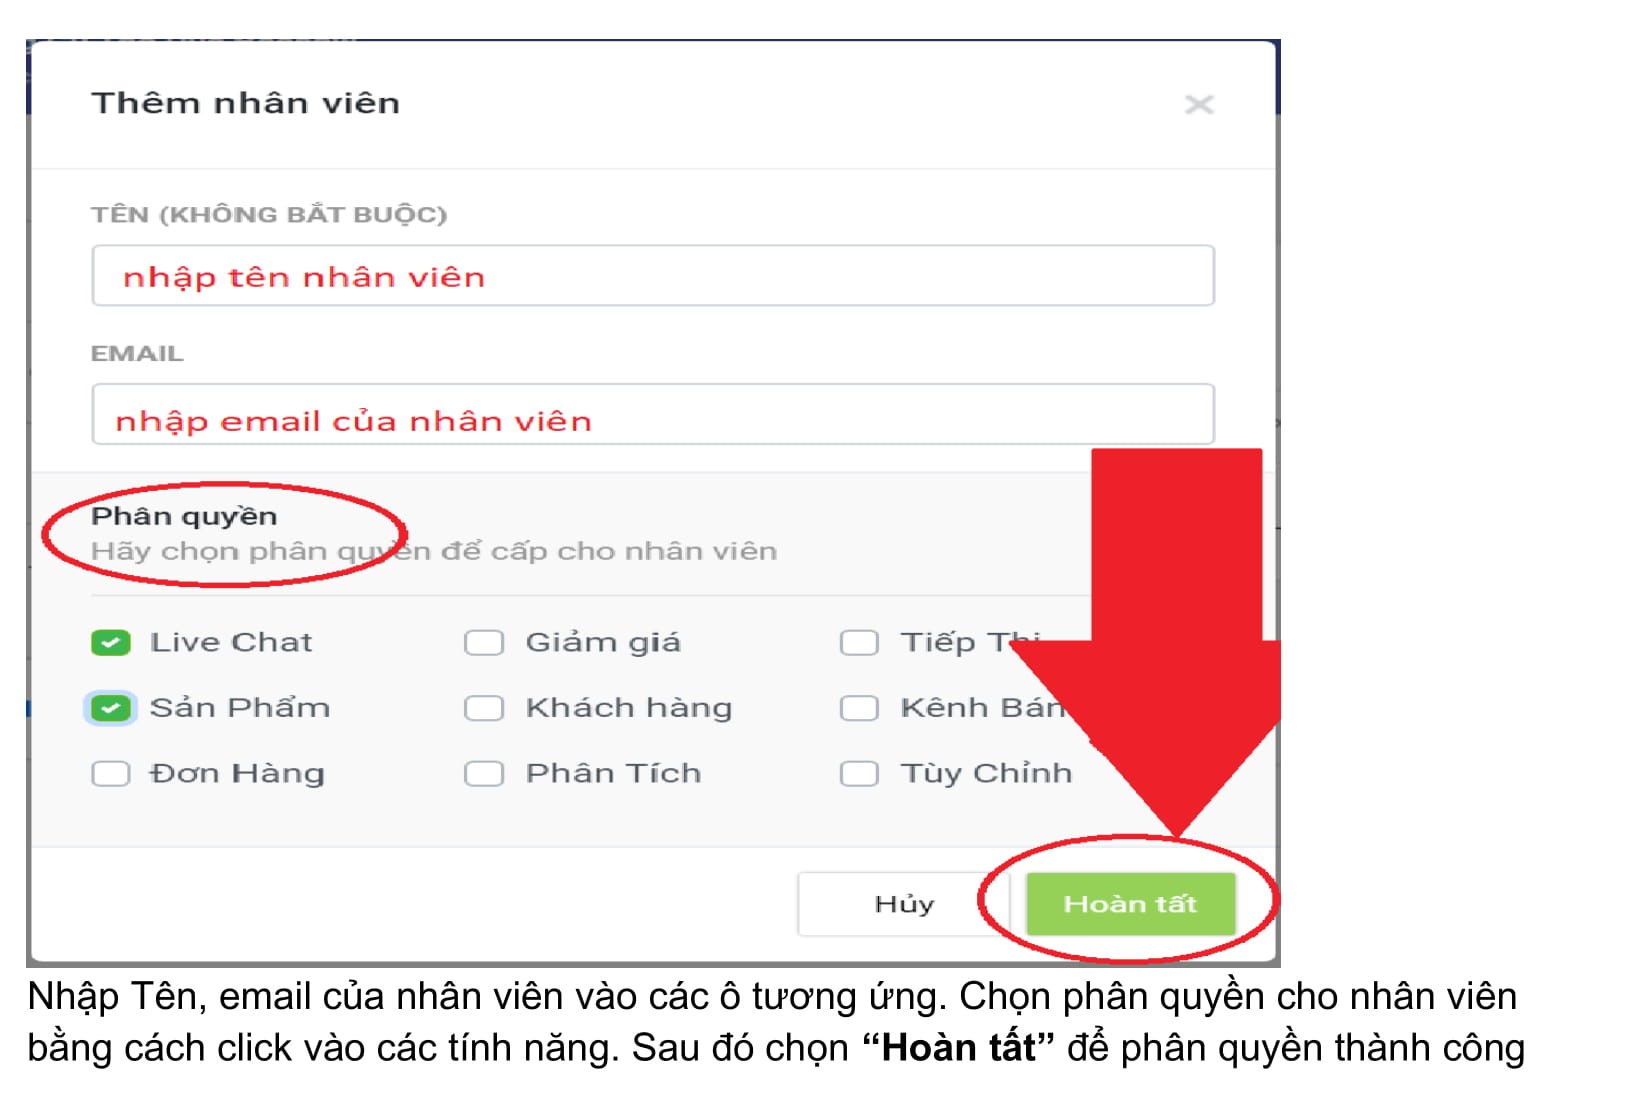 Thêm nhân viên
TÊN (KHÔNG BẮT BUỘC)
nhập tên nhân viên
EMAIL
nhập email của nhân viên
Phân quyền
Hãy chọn phân quyền để cấp cho nhân viên
Live Chat Giảm giá Tiếp
Sản Phẩm Khách hàng Kênh Bán
Đơn Hàng Phân Tích Tùy Chỉnh
Hủy Hoàn tất
Nhập Tên, email của nhân viên vào các ô tương ứng. Chọn phân quyền cho nhân viên
bằng cách click vào các tính năng. Sau đó chọn “Hoàn tất” để phân quyền thành công